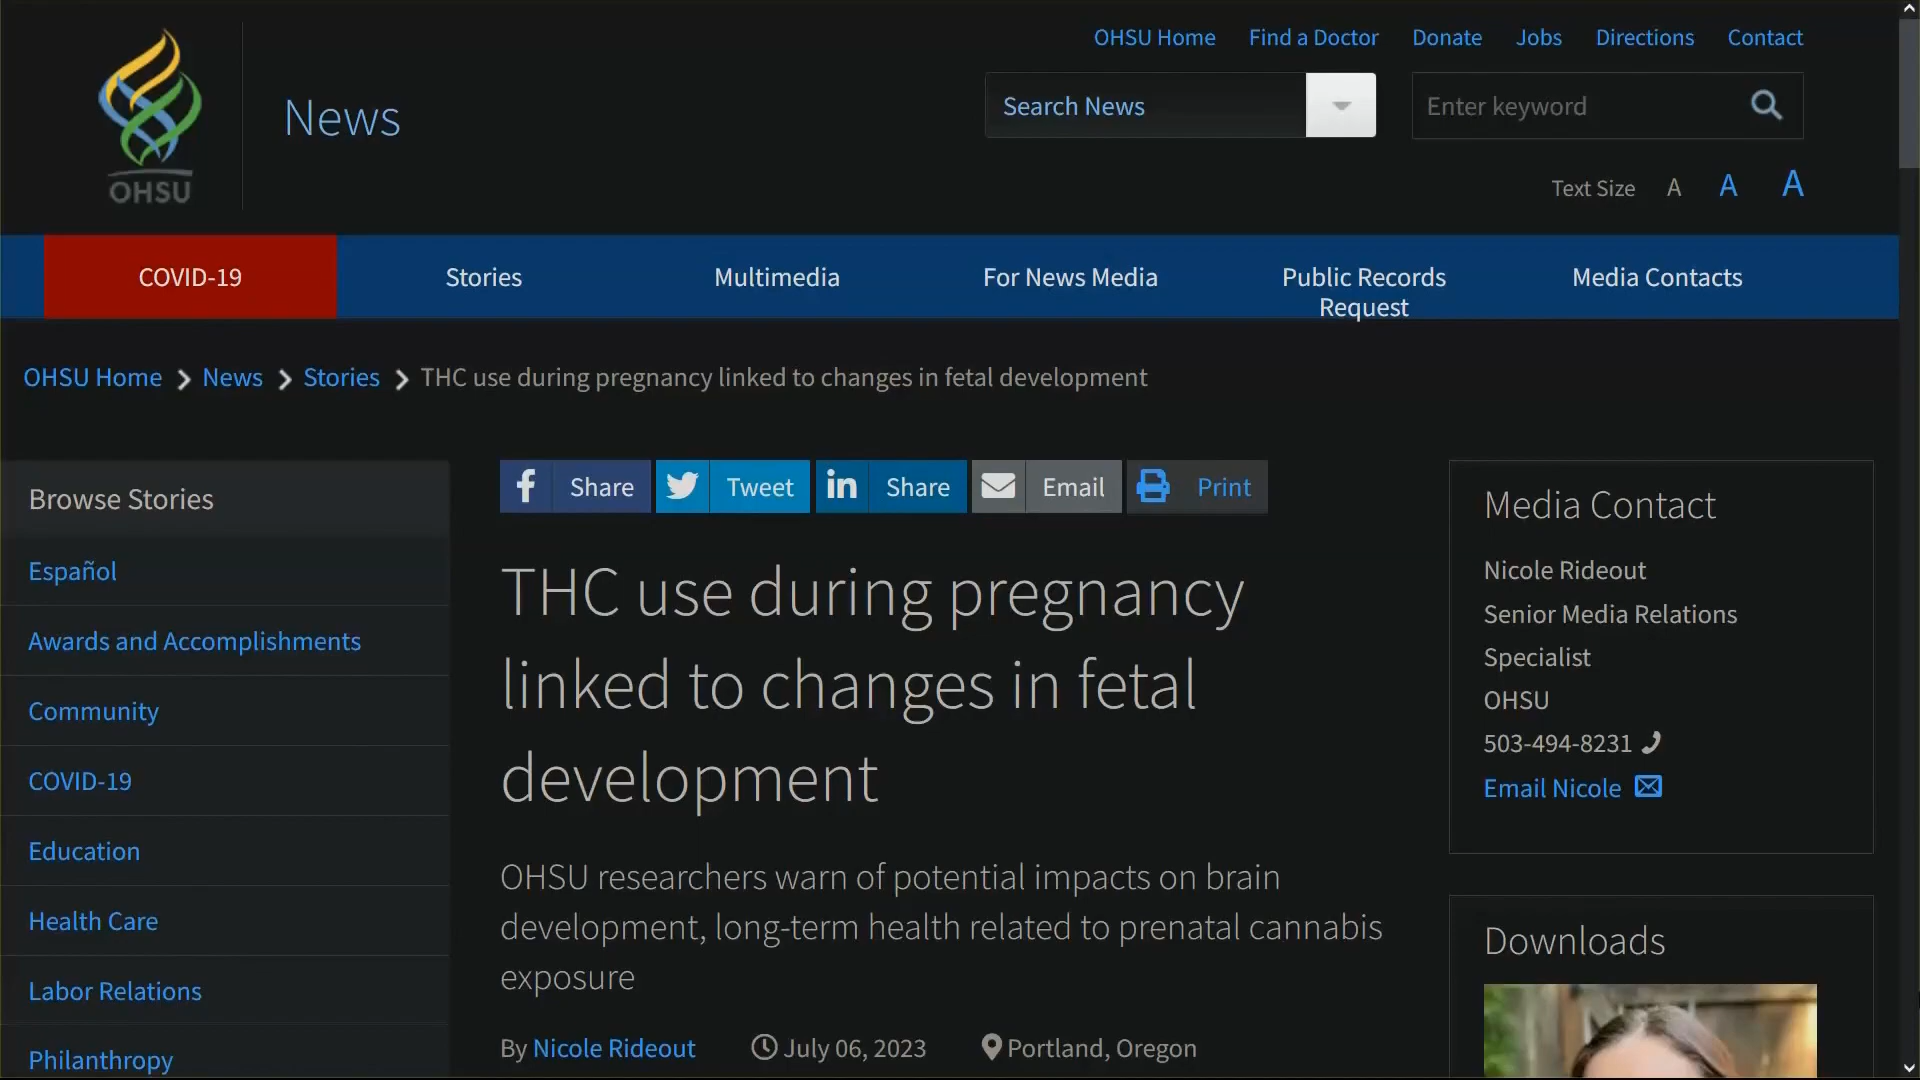 OHSU Home Find a Doctor Donate Jobs Directions Contact
OHSU
News
Search News
Enter keyword
Text Size A A A
COVID-19 Stories Multimedia For News Media Public Records Request Media Contacts
OHSU Home News Stories THC use during pregnancy linked to changes in fetal development
Browse Stories
Español
Awards and Accomplishments
Community
COVID-19
Education
Health Care
Labor Relations
Philanthropy
Share Tweet Share Email Print
THC use during pregnancy
linked to changes in fetal
development
OHSU researchers warn of potential impacts on brain
development, long-term health related to prenatal cannabis
exposure
By Nicole Rideout July 06, 2023 Portland, Oregon
Media Contact
Nicole Rideout
Senior Media Relations
Specialist
OHSU
503-494-8231
Email Nicole
Downloads